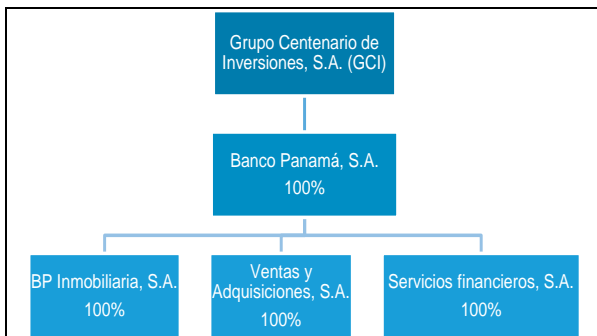 Grupo Centenario de
Inversiones, S.A. (GCI)
Banco Panamá, S.A.
100%
BP Inmobiliaria, S.A.
100%
Ventas y
Adquisiciones, S.A.
100%
Servicios financieros, S.A.
100%